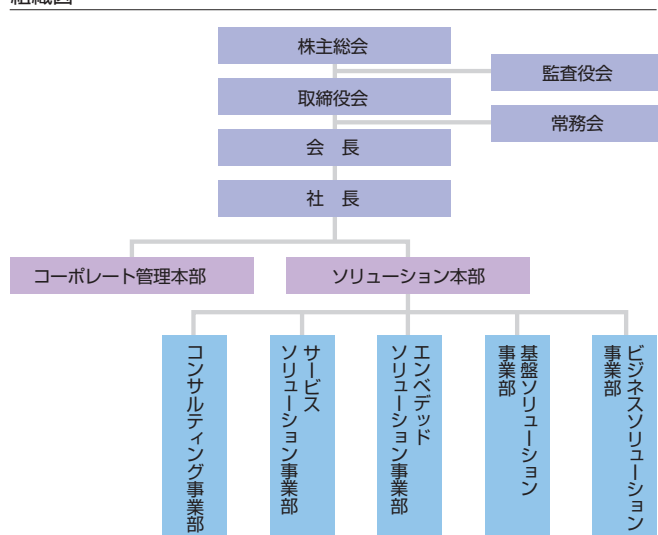 組織図
株主総会
監査役会
取締役会
常務会
会　長
社　長
コーポレート管理本部
ソリューション本部
コンサルティング事業部
サービス
ソリューション事業部
エンベデッド
ソリューション事業部
基盤ソリューション
事業部
ビジネスソリューション
事業部